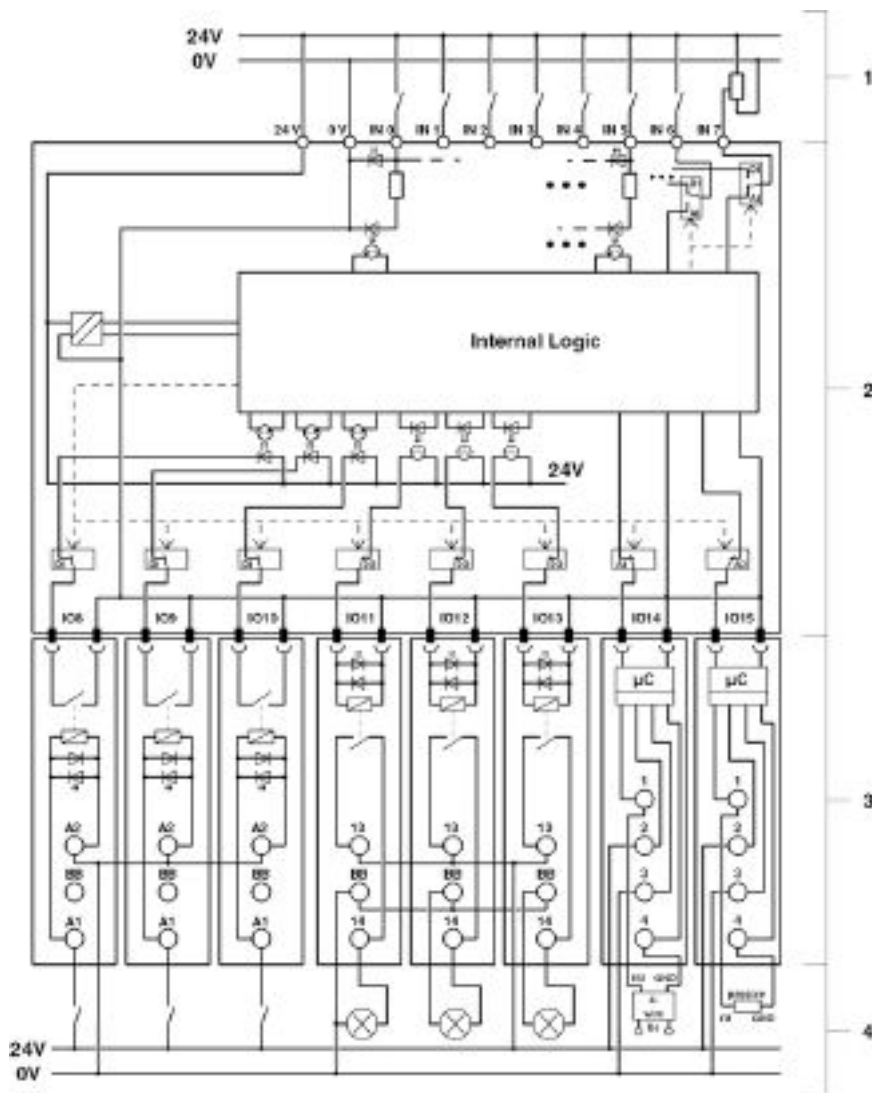 24V
0V
1
24 V 0 V IN 0 IN 1 IN 2 IN 3 IN 4 IN 5 IN 6 IN 7
Internal Logic
2
24V
IO8 IO9 IO10 IO11 IO12 IO13 IO14 IO15
µC µC
1 1
3
A2 A2 A2 13 13 13 2 2
BB BB BB BB BB BB 3 3
A1 A1 A1 14 14 14 4 4
GND
GND
4
24V
0V